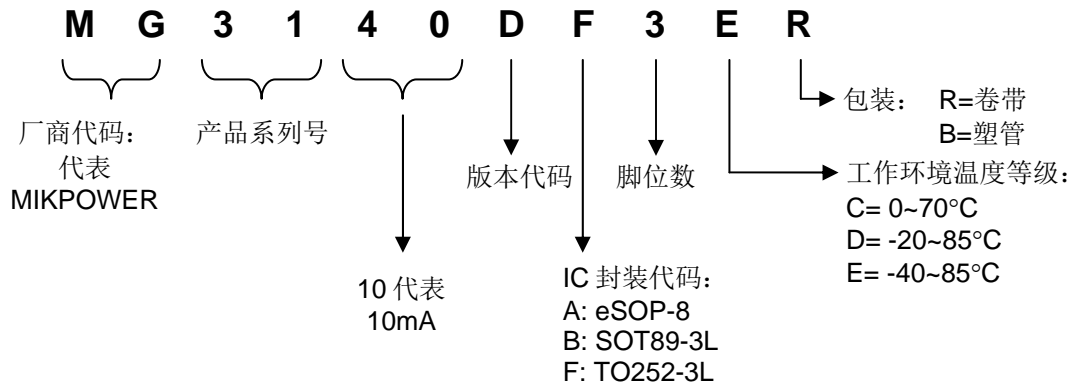 M G 3 1 4 0 D F 3 E R
厂商代码：
代表
MIKPOWER
产品系列号
10 代表
10mA
版本代码
IC 封装代码：
A: eSOP-8
B: SOT89-3L
F: TO252-3L
脚位数
包装： R=卷带
B=塑管
工作环境温度等级：
C= 0~70°C
D= -20~85°C
E= -40~85°C